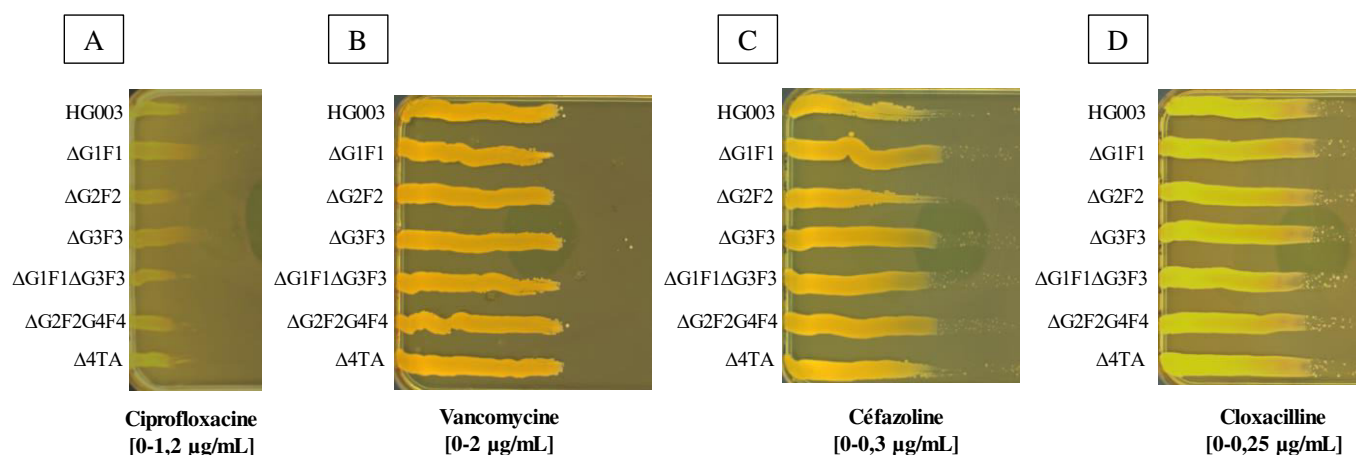 A
HG003
ΔG1F1
ΔG2F2
ΔG3F3
ΔG1F1ΔG3F3
ΔG2F2G4F4
Δ4TA
Ciprofloxacine
[0-1,2 µg/mL]
B
HG003
ΔG1F1
ΔG2F2
ΔG3F3
ΔG1F1ΔG3F3
ΔG2F2G4F4
Δ4TA
Vancomycine
[0-2 µg/mL]
C
HG003
ΔG1F1
ΔG2F2
ΔG3F3
ΔG1F1ΔG3F3
ΔG2F2G4F4
Δ4TA
Céfazoline
[0-0,3 µg/mL]
D
HG003
ΔG1F1
ΔG2F2
ΔG3F3
ΔG1F1ΔG3F3
ΔG2F2G4F4
Δ4TA
Cloxacilline
[0-0,25 µg/mL]